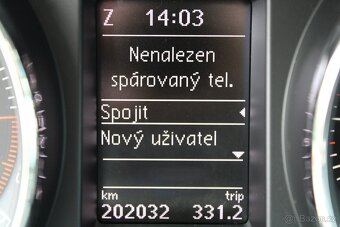 Z 14:03
Nenalezen
spárovaný tel.
Spojit
Nový uživatel
km trip
202032 331.2